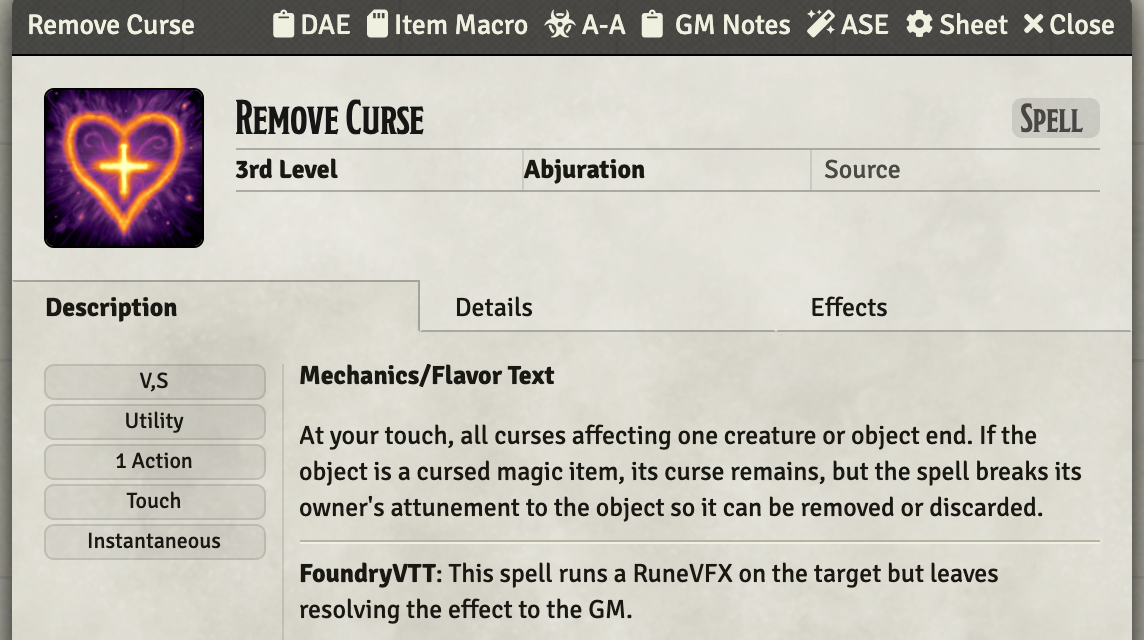 Remove Curse DAE Item Macro A-A GM Notes ASE Sheet Close
Remove Curse Spell
3rd Level Abjuration Source
Description Details Effects
V,S
Utility
1 Action
Touch
Instantaneous
Mechanics/Flavor Text
At your touch, all curses affecting one creature or object end. If the
object is a cursed magic item, its curse remains, but the spell breaks its
owner's attunement to the object so it can be removed or discarded.
FoundryVTT: This spell runs a RuneVFX on the target but leaves
resolving the effect to the GM.